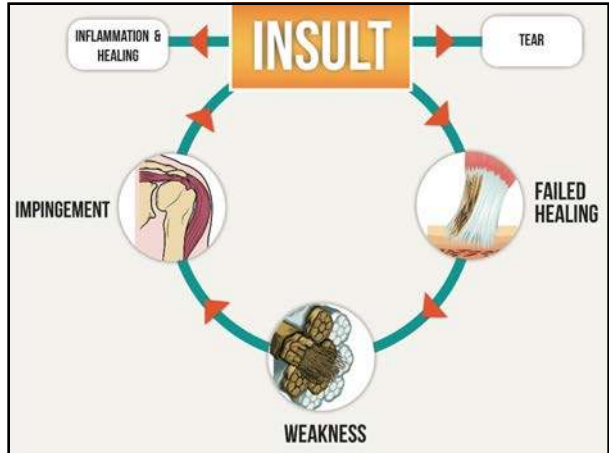 INFLAMMATION &
HEALING
INSULT
TEAR
IMPINGEMENT
FAILED
HEALING
WEAKNESS